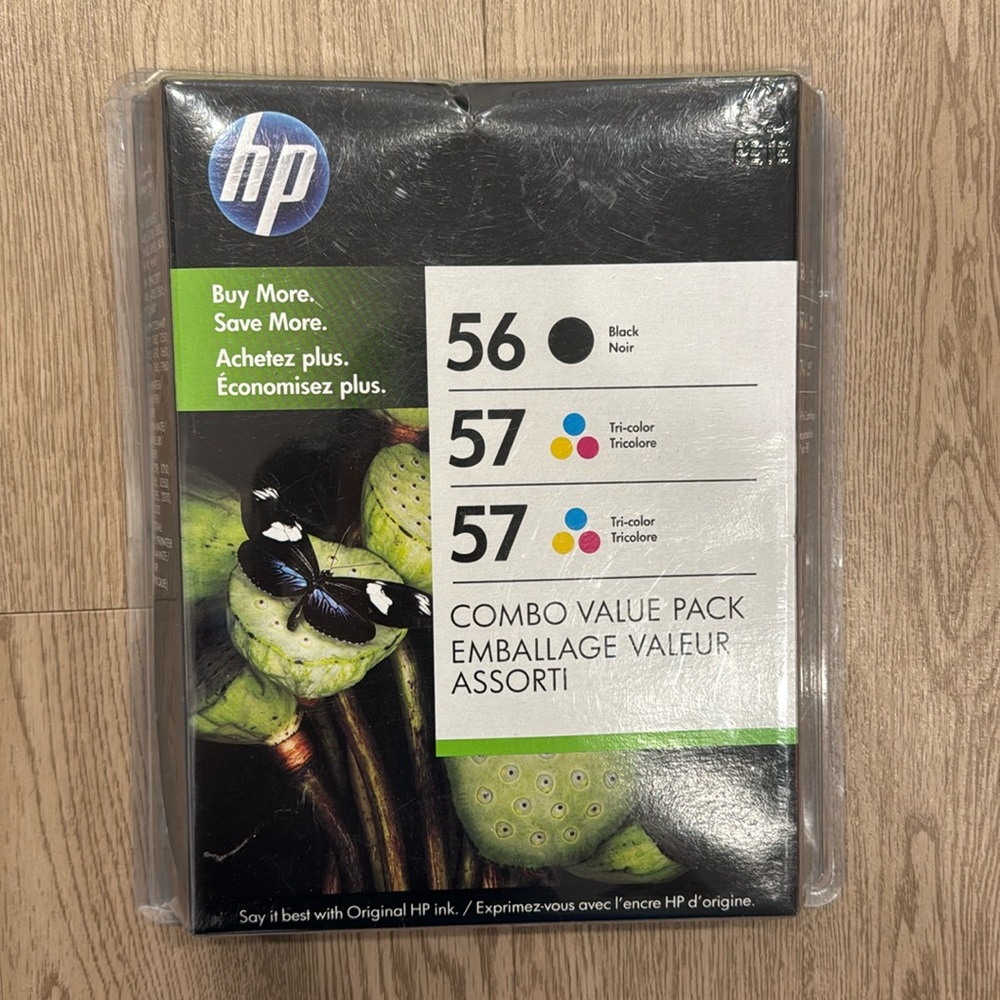 hp
Buy More.
Save More.
Achetez plus.
Économisez plus.
56
Black
Noir
57
Tri-color
Tricolore
57
Tri-color
Tricolore
COMBO VALUE PACK
EMBALLAGE VALEUR
ASSORTI
Say it best with Original HP ink. / Exprimez-vous avec l'encre HP d'origine.